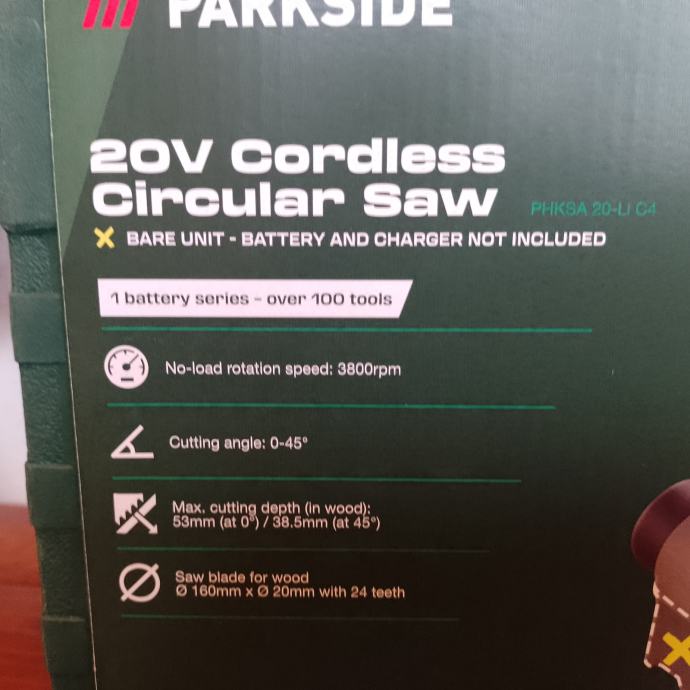 PARKSIDE
20V Cordless
Circular Saw
PHKSA 20-Li C4
BARE UNIT - BATTERY AND CHARGER NOT INCLUDED
1 battery series - over 100 tools
No-load rotation speed: 3800rpm
Cutting angle: 0-45°
Max. cutting depth (in wood):
53mm (at 0°) / 38.5mm (at 45°)
Saw blade for wood
Ø 160mm x Ø 20mm with 24 teeth